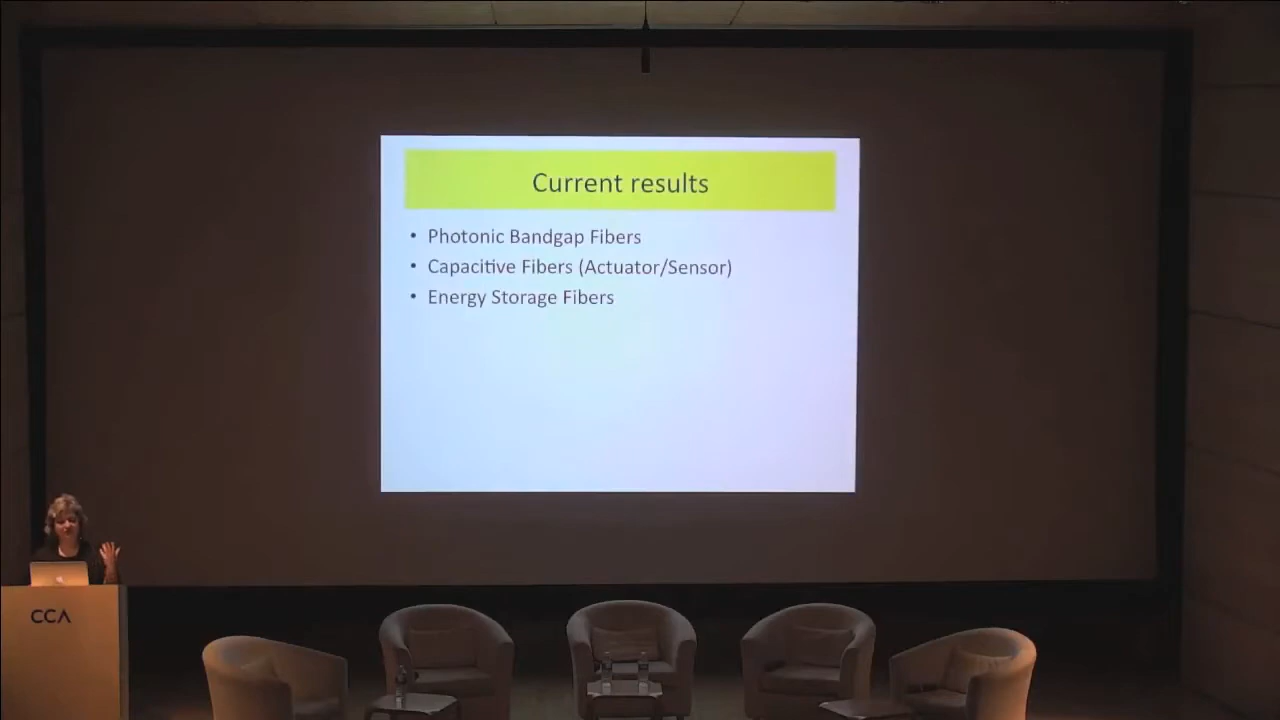 Current results
• Photonic Bandgap Fibers
• Capacitive Fibers (Actuator/Sensor)
• Energy Storage Fibers
CCA